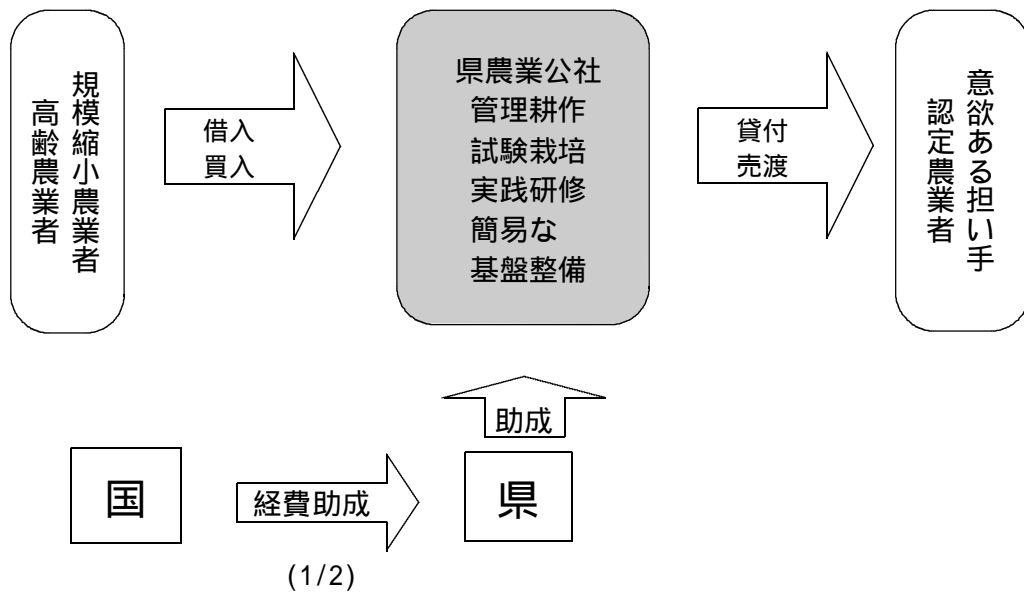 規模縮小農業者
高齢農業者
借入
買入
県農業公社
管理耕作
試験栽培
実践研修
簡易な
基盤整備
貸付
売渡
意欲ある担い手
認定農業者
助成
国
経費助成
(1/2)
県